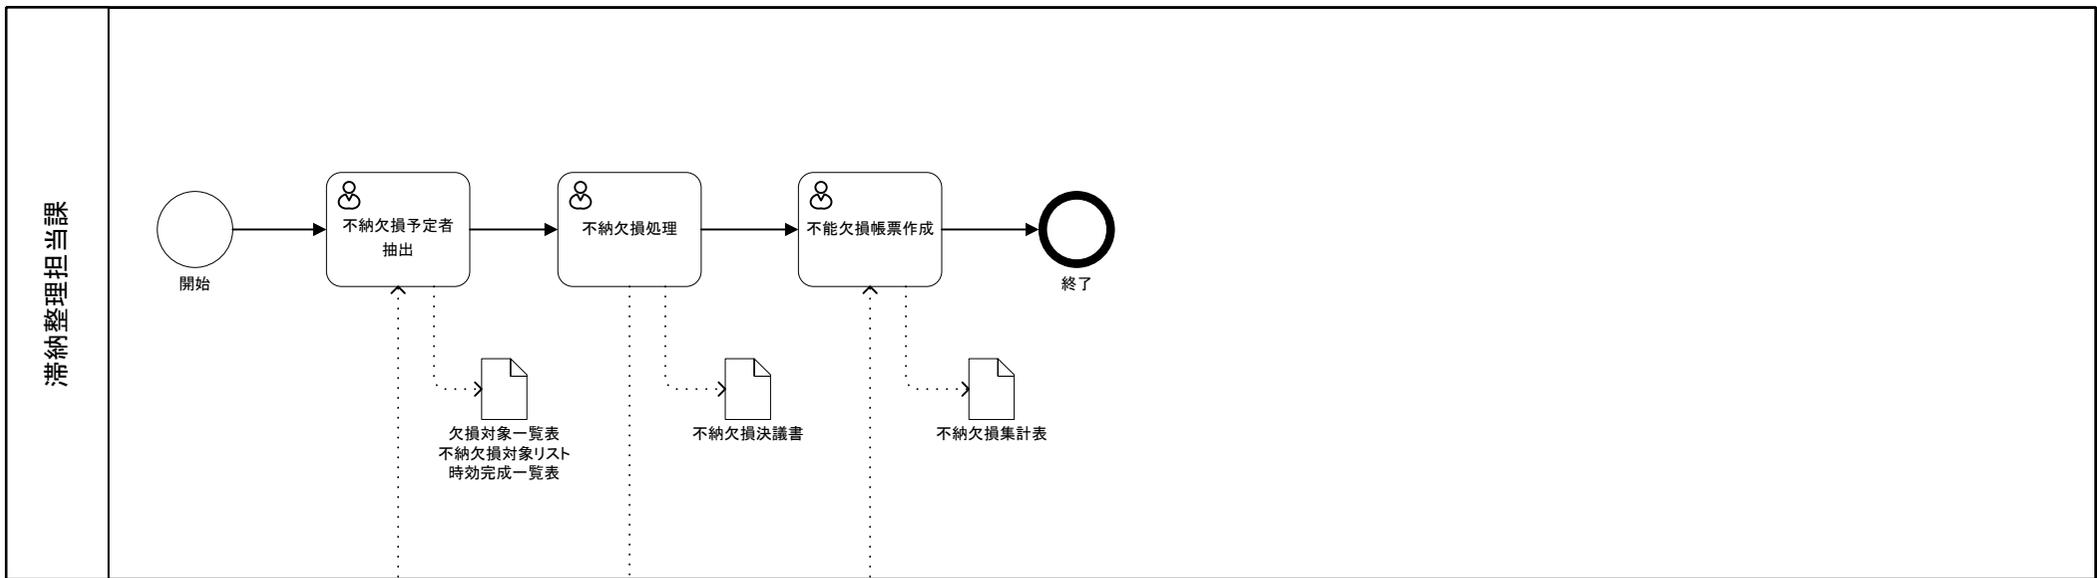 滞納整理担当課
不納欠損予定者
抽出
不納欠損処理
不能欠損帳票作成
開始
終了
欠損対象一覧表
不納欠損対象リスト
時効完成一覧表
不納欠損決議書
不納欠損集計表